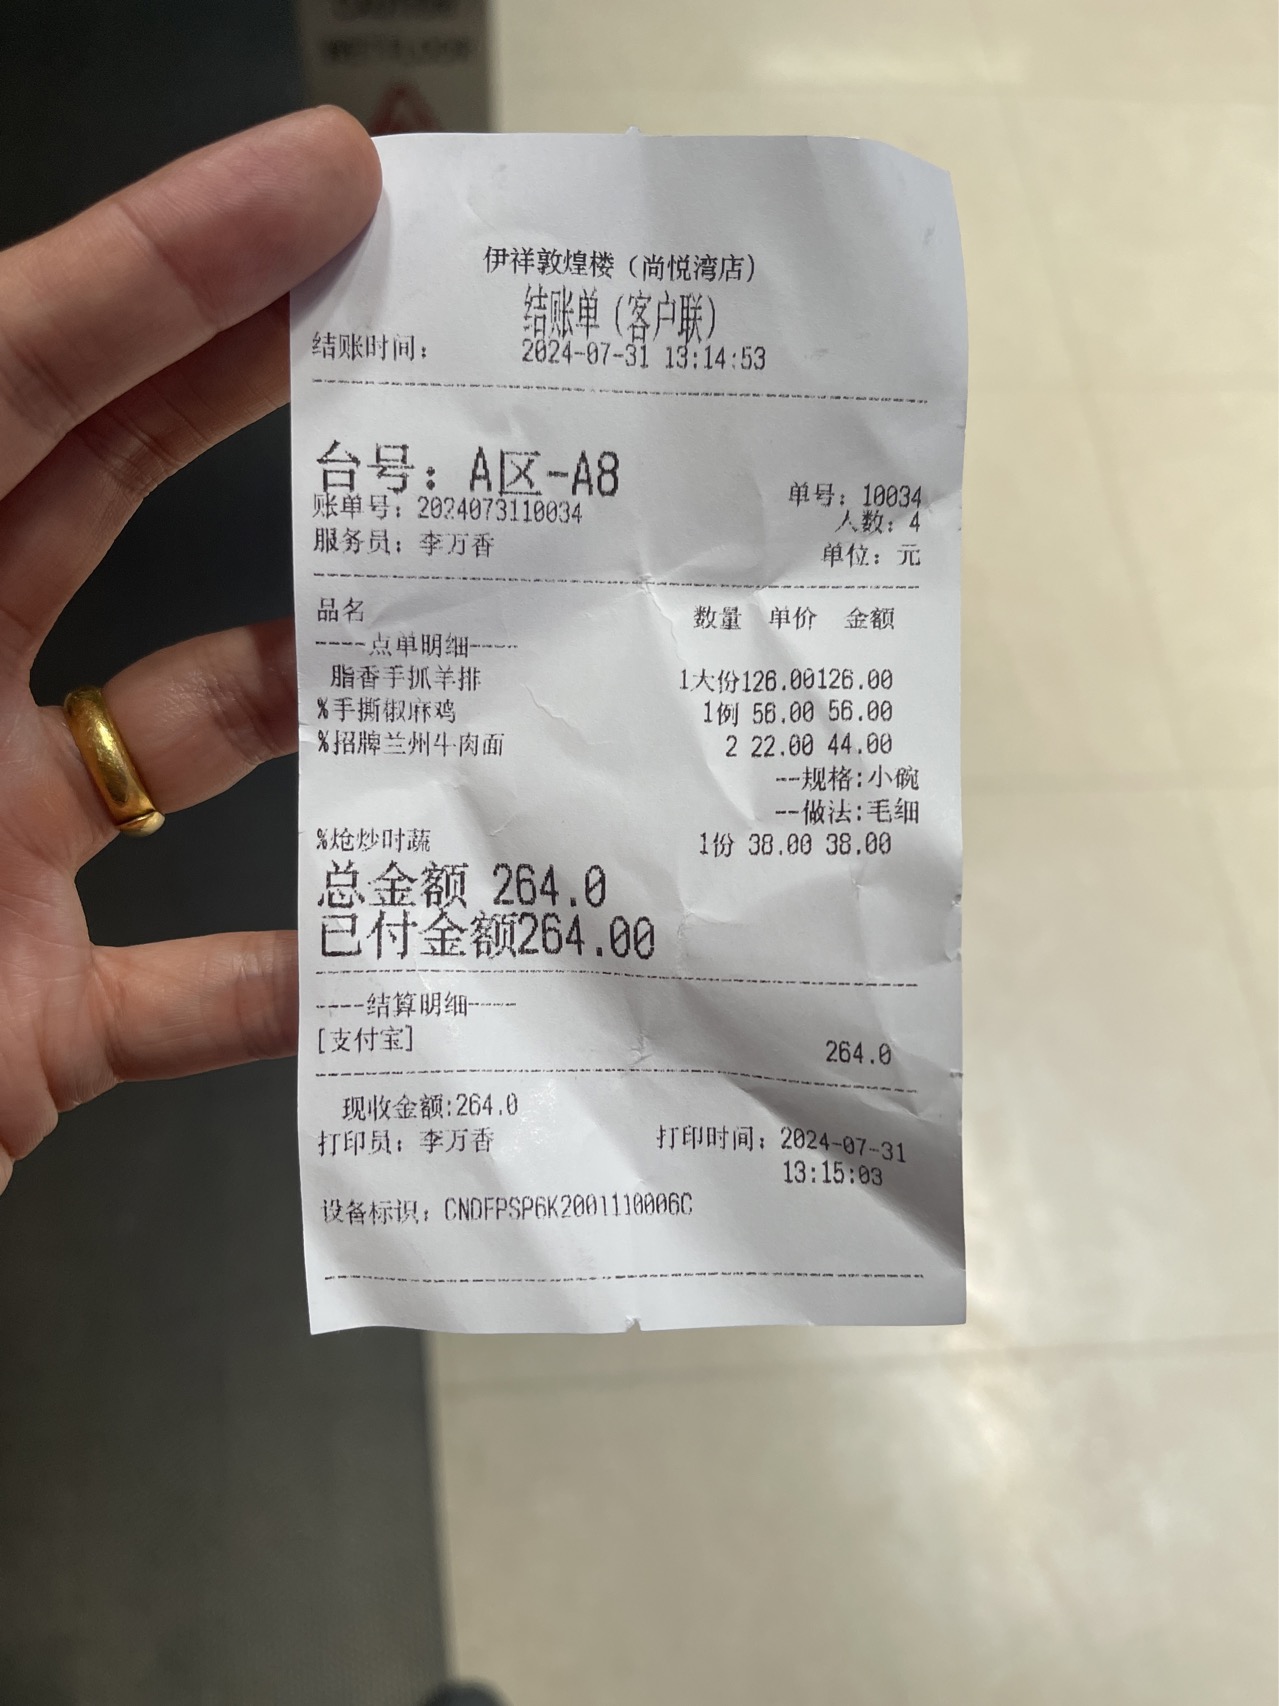 伊祥敦煌楼（尚悦湾店）
结账单（客户联）
结账时间： 2024-07-31 13:14:53
台号：A区-A8
单号：10034
账单号：2024073110034
人数：4
服务员：李万香
单位：元
品名 数量 单价 金额
----点单明细----
脂香手抓羊排 1大份126.00126.00
%手撕椒麻鸡 1例 56.00 56.00
%招牌兰州牛肉面 2 22.00 44.00
--规格:小碗
--做法:毛细
%炝炒时蔬 1份 38.00 38.00
总金额 264.0
已付金额264.00
----结算明细----
[支付宝] 264.0
现收金额:264.0
打印员：李万香 打印时间：2024-07-31
13:15:03
设备标识：CNDFPSP6K2001110006C